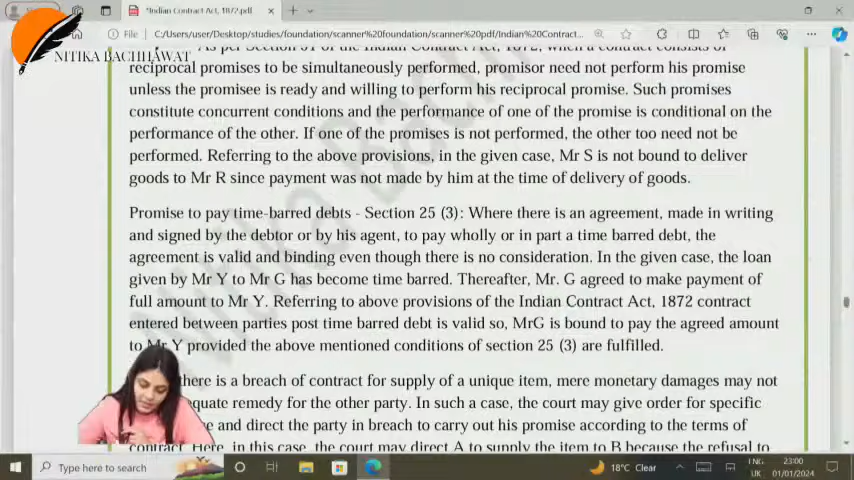 *Indian Contract Act, 1872.pdf
File
C:/Users/user/Desktop/studies/foundation/scanner%20foundation/scanner%20pdf/Indian%20Contract...
NITIKA BACHHAWAT
As per Section 51 of the Indian Contract Act, 1872, when a contract consists of
reciprocal promises to be simultaneously performed, promisor need not perform his promise
unless the promisee is ready and willing to perform his reciprocal promise. Such promises
constitute concurrent conditions and the performance of one of the promise is conditional on the
performance of the other. If one of the promises is not performed, the other too need not be
performed. Referring to the above provisions, in the given case, Mr S is not bound to deliver
goods to Mr R since payment was not made by him at the time of delivery of goods.
Promise to pay time-barred debts - Section 25 (3): Where there is an agreement, made in writing
and signed by the debtor or by his agent, to pay wholly or in part a time barred debt, the
agreement is valid and binding even though there is no consideration. In the given case, the loan
given by Mr Y to Mr G has become time barred. Thereafter, Mr. G agreed to make payment of
full amount to Mr Y. Referring to above provisions of the Indian Contract Act, 1872 contract
entered between parties post time barred debt is valid so, MrG is bound to pay the agreed amount
to Mr Y provided the above mentioned conditions of section 25 (3) are fulfilled.
there is a breach of contract for supply of a unique item, mere monetary damages may not
equate remedy for the other party. In such a case, the court may give order for specific
and direct the party in breach to carry out his promise according to the terms of
contract. Here, in this case, the court may direct A to supply the item to B because the refusal to
Type here to search
18°C Clear
ENG
UK
23:00
01/01/2024